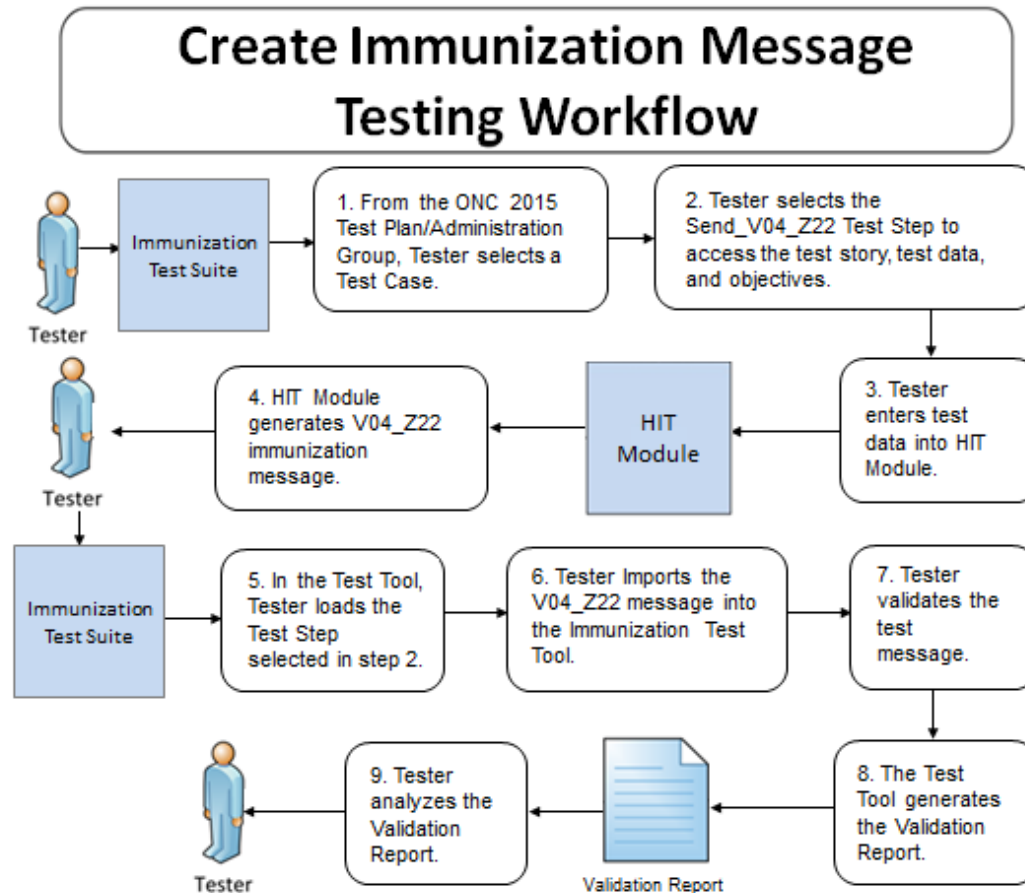 Create Immunization Message
Testing Workflow
Tester
Immunization
Test Suite
1. From the ONC 2015
Test Plan/Administration
Group, Tester selects a
Test Case.
2. Tester selects the
Send_V04_Z22 Test Step to
access the test story, test data,
and objectives.
3. Tester
enters test
data into HIT
Module.
HIT
Module
4. HIT Module
generates V04_Z22
immunization
message.
Tester
Immunization
Test Suite
5. In the Test Tool,
Tester loads the
Test Step
selected in step 2.
6. Tester Imports the
V04_Z22 message into
the Immunization Test
Tool.
7. Tester
validates the
test
message.
8. The Test
Tool generates
the Validation
Report.
Validation Report
9. Tester
analyzes the
Validation
Report.
Tester